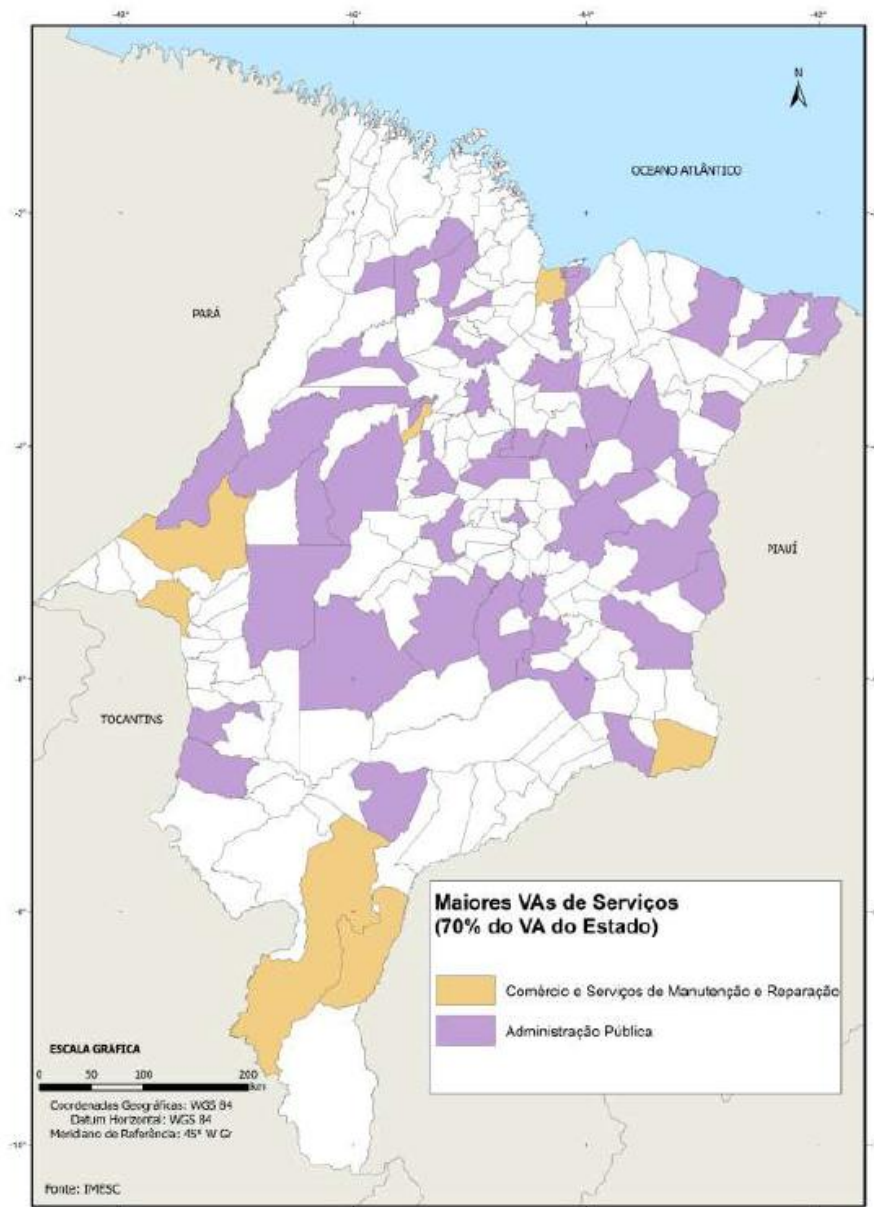 -48° -46° -44° -42°
N
OCEANO ATLÂNTICO
-2°
PARÁ
-4°
PIAUÍ
TOCANTINS
Maiores VAs de Serviços
(70% do VA do Estado)
Comércio e Serviços de Manutenção e Reparação
Administração Pública
ESCALA GRÁFICA
0 50 100 200
Km
Coordenadas Geográficas: WGS 84
Datum Horizontal: WGS 84
Meridiano de Referência: 45° W Gr
-10°
Fonte: IMESC